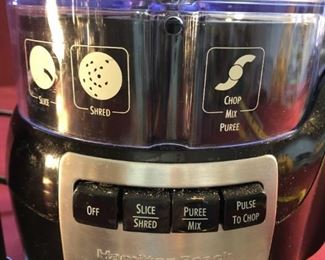 SLICE
SHRED
CHOP
MIX
PUREE
OFF
SLICE
SHRED
PUREE
MIX
PULSE
TO CHOP